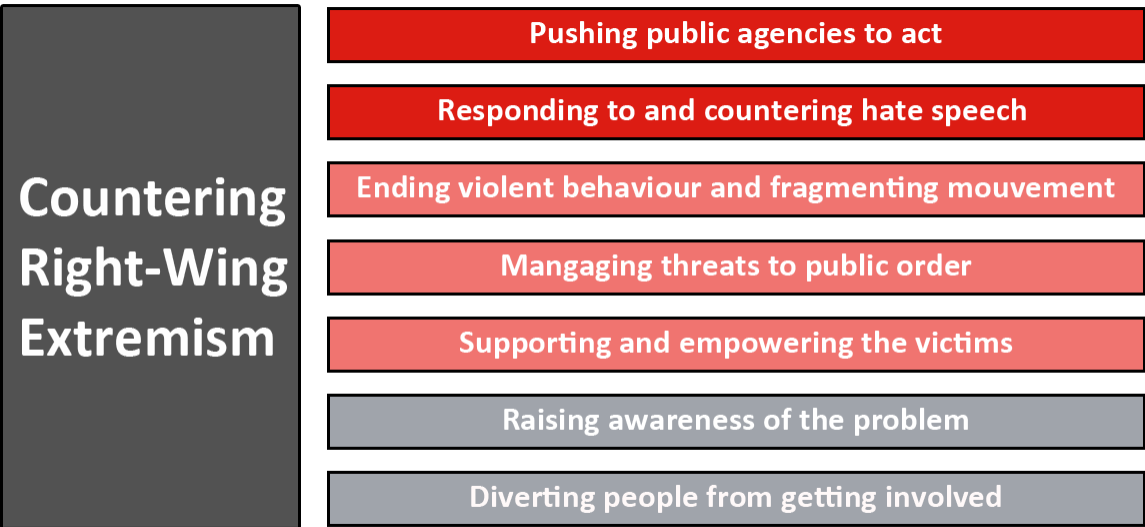 Countering
Right-Wing
Extremism
Pushing public agencies to act
Responding to and countering hate speech
Ending violent behaviour and fragmenting mouvement
Mangaging threats to public order
Supporting and empowering the victims
Raising awareness of the problem
Diverting people from getting involved